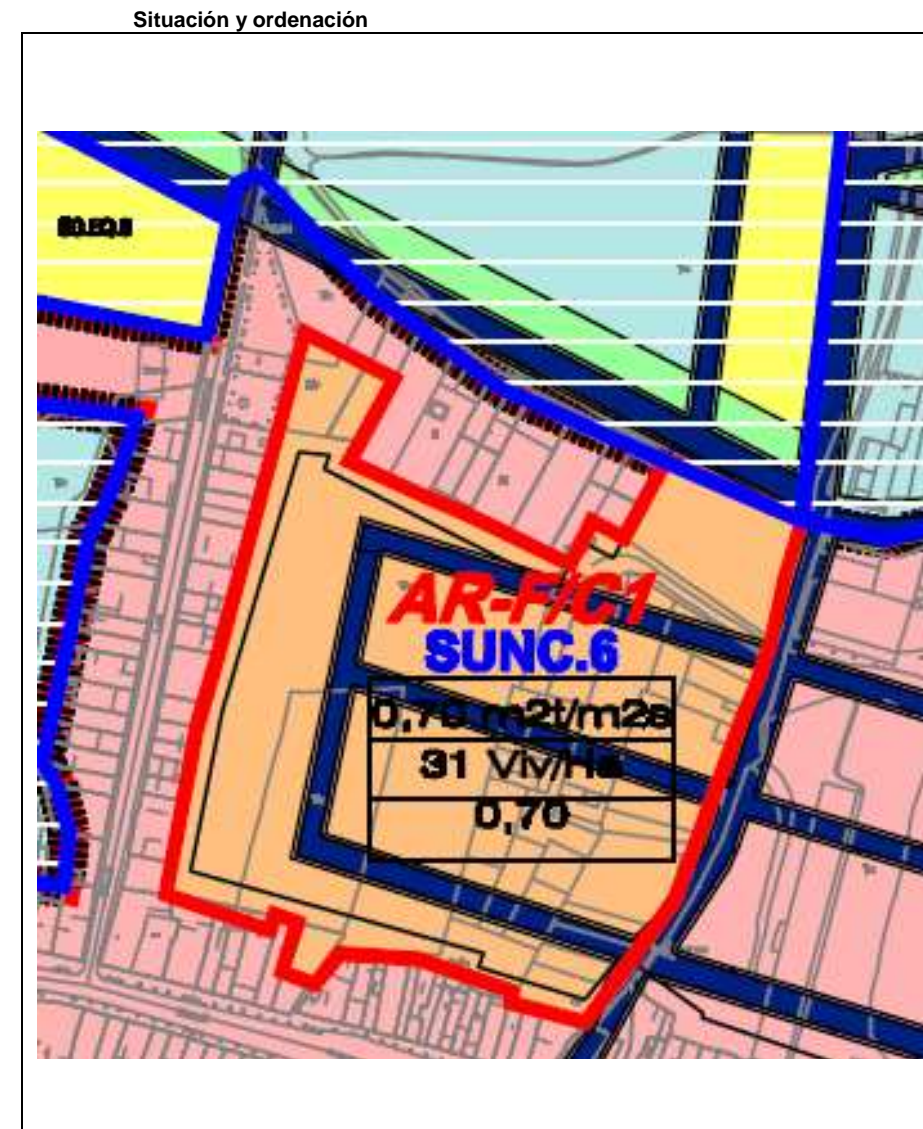 Situación y ordenación
AR-F/C1
SUNC.6
0,70 m2t/m2s
31 Viv/Ha
0,70